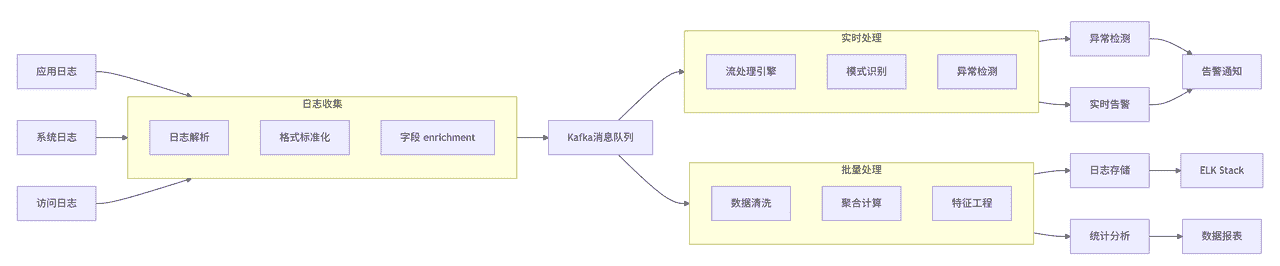 应用日志
系统日志
访问日志
日志收集
日志解析
格式标准化
字段 enrichment
Kafka消息队列
实时处理
流处理引擎
模式识别
异常检测
批量处理
数据清洗
聚合计算
特征工程
异常检测
实时告警
告警通知
日志存储
ELK Stack
统计分析
数据报表